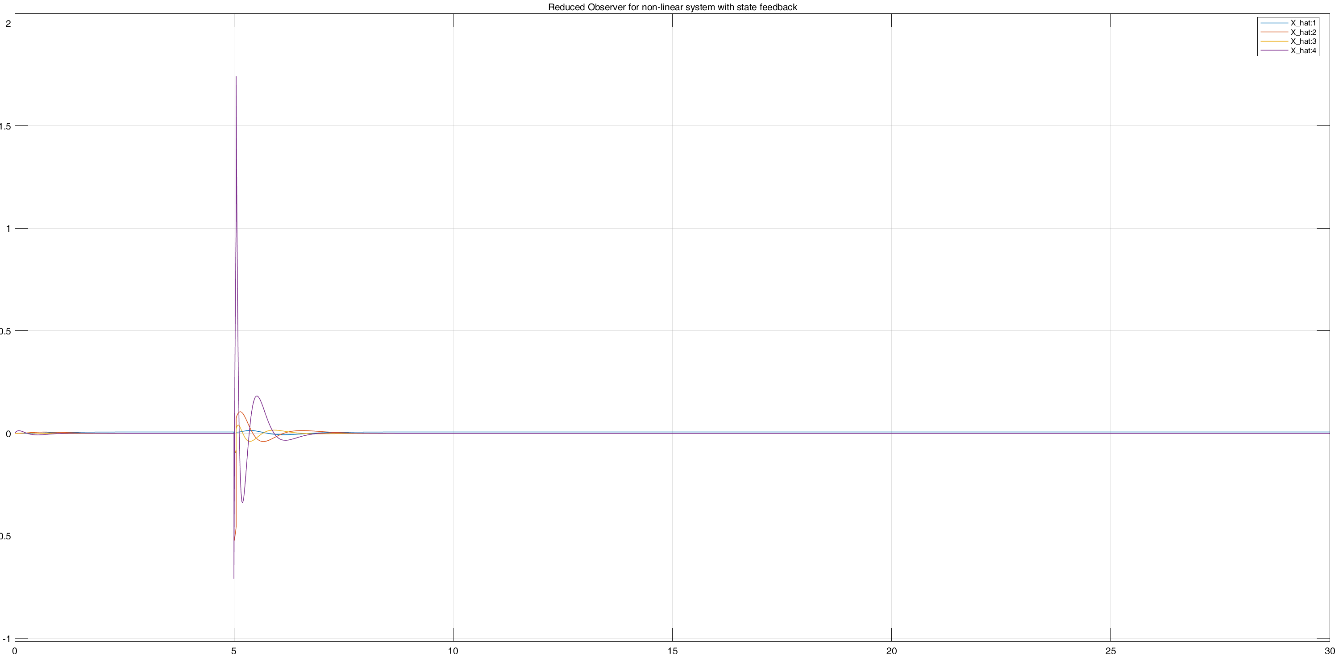 Reduced Observer for non-linear system with state feedback
X_hat:1
X_hat:2
X_hat:3
X_hat:4
2
1.5
1
0.5
0
0.5
-1
0
5
10
15
20
25
30